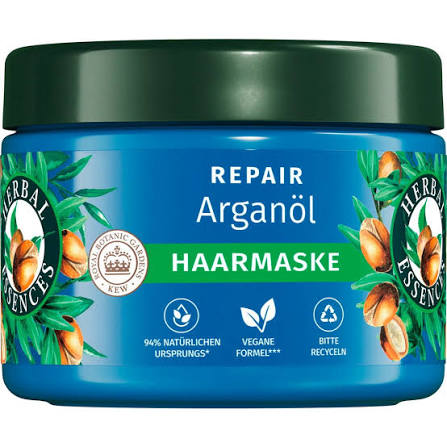 REPAIR
Arganöl
HAARMASKE
HERBAL
ESSENCES
ROYAL BOTANIC GARDENS
KEW
94% NATÜRLICHEN
URSPRUNGS*
VEGANE
FORMEL***
BITTE
RECYCELN
HERBAL
ESSENCES